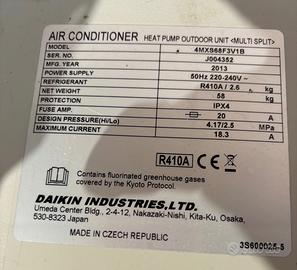 AIR CONDITIONER HEAT PUMP OUTDOOR UNIT <MULTI SPLIT>
MODEL 4MXS68F3V1B
SER. NO. J004352
MFG. YEAR 2013
POWER SUPPLY 50Hz 220-240V ~
REFRIGERANT R410A / 2.6 kg
NET WEIGHT 58 kg
PROTECTION IPX4
FUSE AMP. 20 A
DESIGN PRESSURE(Hi/Lo) 4.17/2.5 MPa
MAXIMUM CURRENT 18.3 A
R410A
Contains fluorinated greenhouse gases
covered by the Kyoto Protocol.
DAIKIN INDUSTRIES,LTD.
Umeda Center Bldg., 2-4-12, Nakazaki-Nishi, Kita-Ku, Osaka,
530-8323 Japan
MADE IN CZECH REPUBLIC
3S600025-5
subito